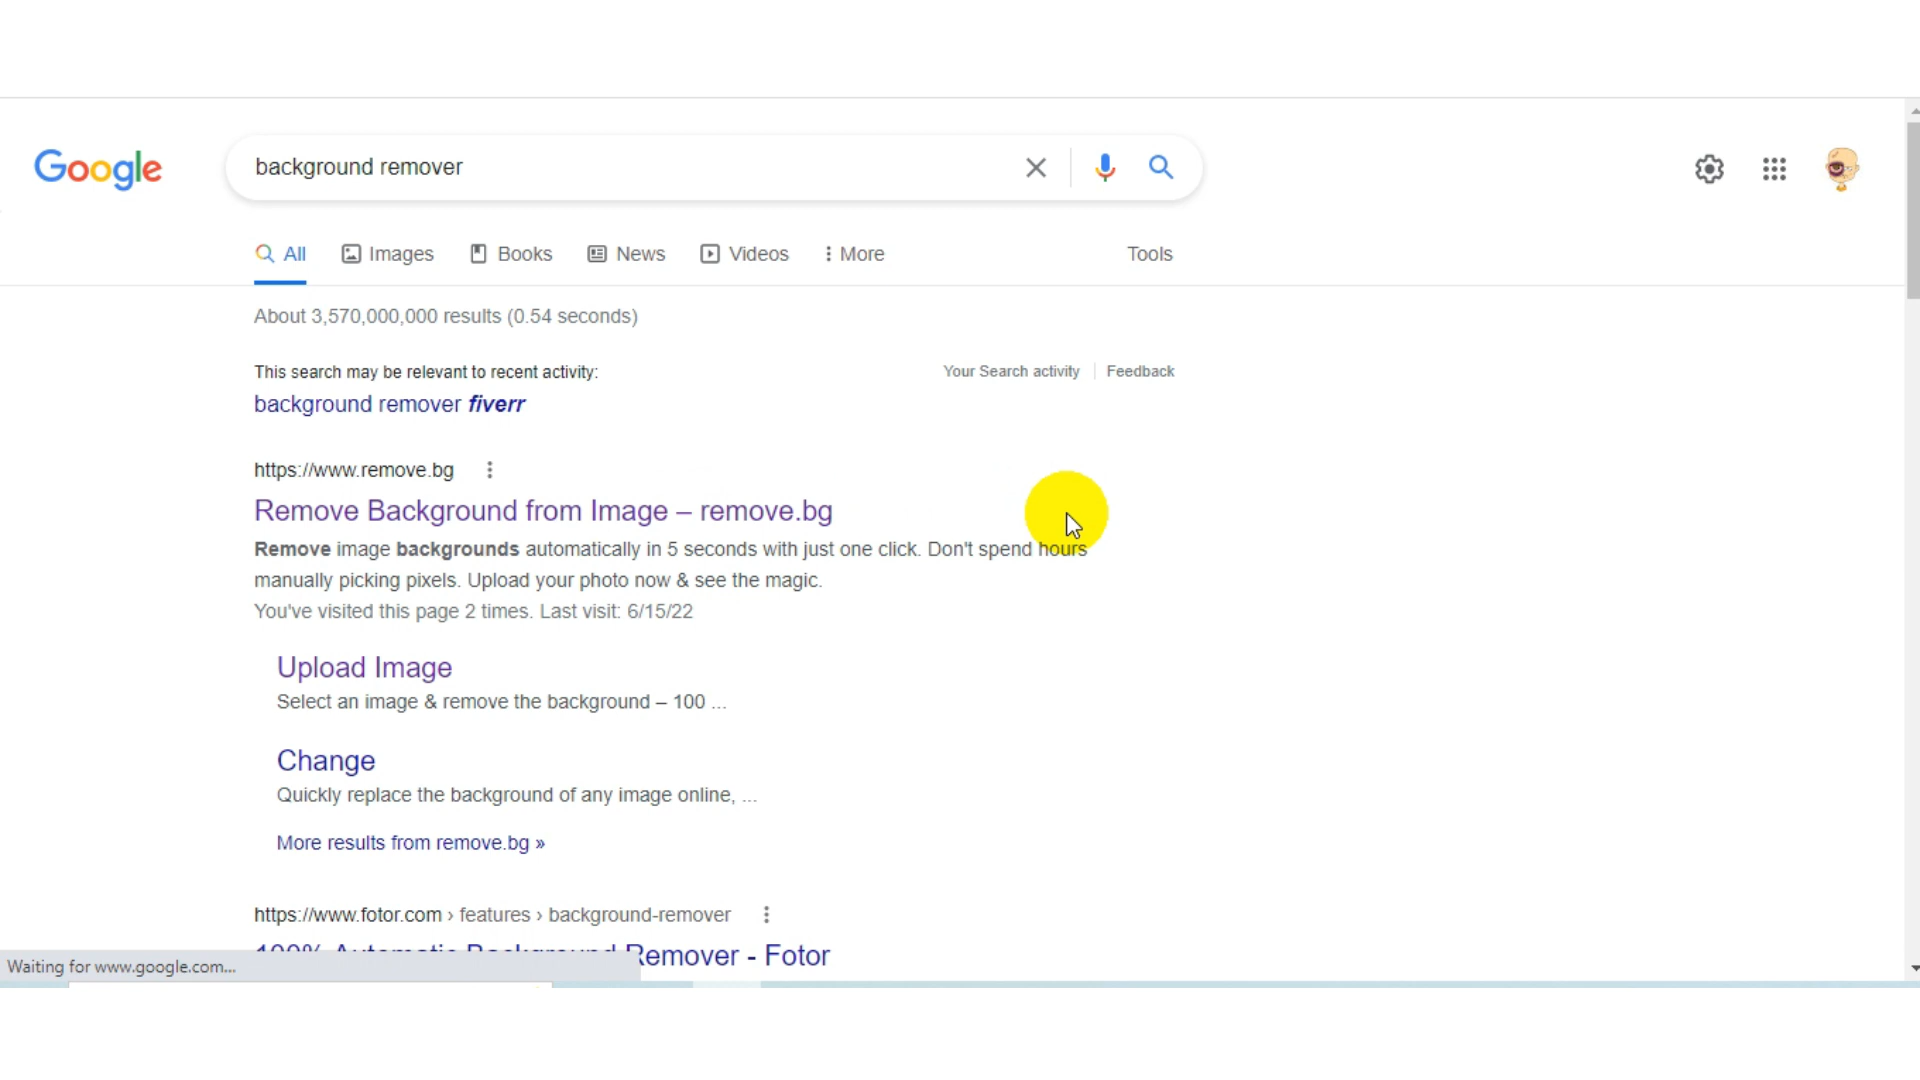 Google
background remover
All
Images
Books
News
Videos
More
Tools
About 3,570,000,000 results (0.54 seconds)
This search may be relevant to recent activity:
Your Search activity
Feedback
background remover fiverr
https://www.remove.bg
Remove Background from Image – remove.bg
Remove image backgrounds automatically in 5 seconds with just one click. Don't spend hours
manually picking pixels. Upload your photo now & see the magic.
You've visited this page 2 times. Last visit: 6/15/22
Upload Image
Select an image & remove the background – 100 ...
Change
Quickly replace the background of any image online, ...
More results from remove.bg »
https://www.fotor.com › features › background-remover
100% Automatic Background Remover - Fotor
Waiting for www.google.com...